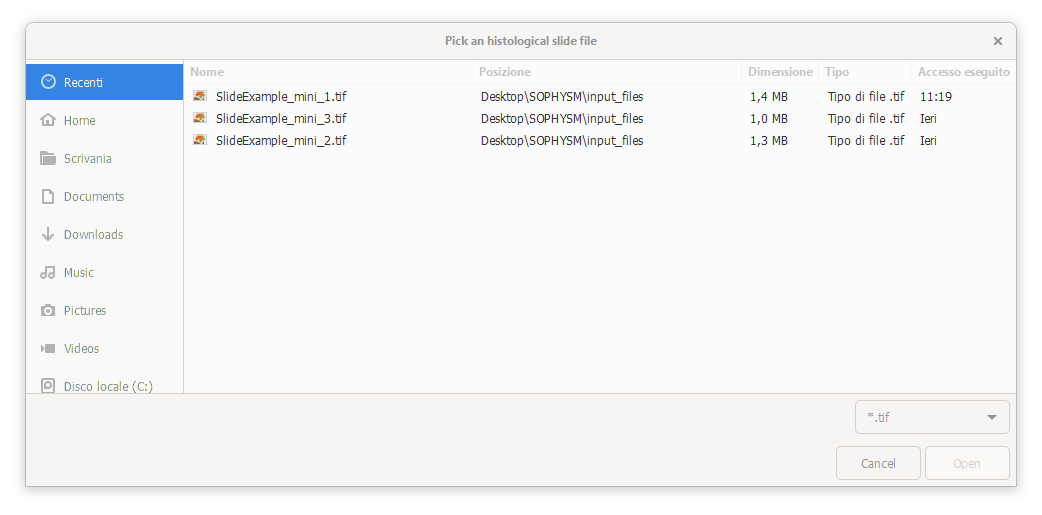 Pick an histological slide file
Recenti
Home
Scrivania
Documents
Downloads
Music
Pictures
Videos
Disco locale (C:)
Nome Posizione Dimensione Tipo Accesso eseguito
SlideExample_mini_1.tif Desktop\SOPHYSM\input_files 1,4 MB Tipo di file .tif 11:19
SlideExample_mini_3.tif Desktop\SOPHYSM\input_files 1,0 MB Tipo di file .tif Ieri
SlideExample_mini_2.tif Desktop\SOPHYSM\input_files 1,3 MB Tipo di file .tif Ieri
*.tif
Cancel Open